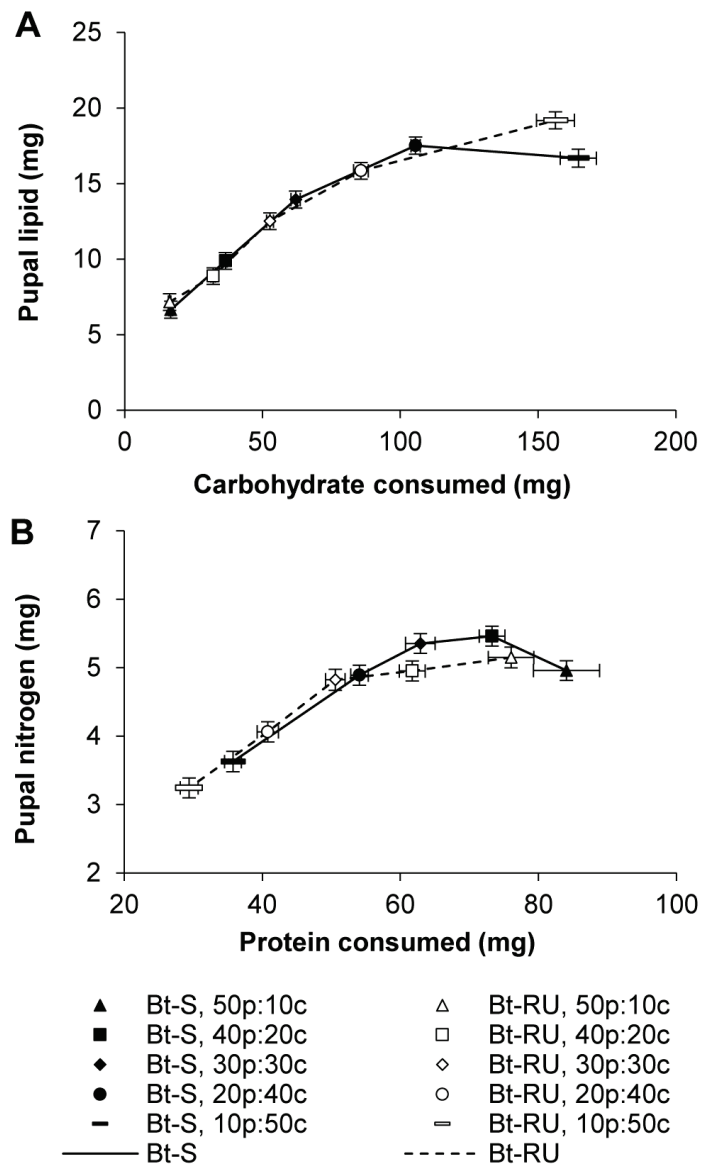 A
25
20
15
10
5
0
Pupal lipid (mg)
0 50 100 150 200
Carbohydrate consumed (mg)
B
7
6
5
4
3
2
Pupal nitrogen (mg)
20 40 60 80 100
Protein consumed (mg)
Bt-S, 50p:10c Bt-RU, 50p:10c
Bt-S, 40p:20c Bt-RU, 40p:20c
Bt-S, 30p:30c Bt-RU, 30p:30c
Bt-S, 20p:40c Bt-RU, 20p:40c
Bt-S, 10p:50c Bt-RU, 10p:50c
Bt-S Bt-RU